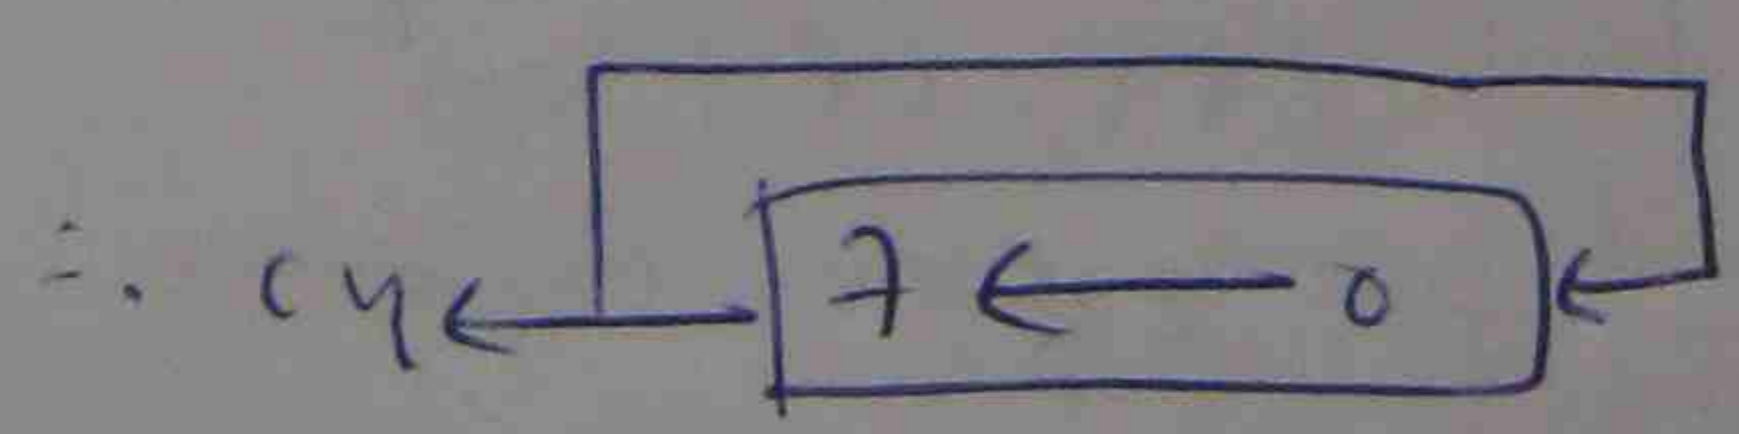 ∴ cy ← 7 ← 0 ←